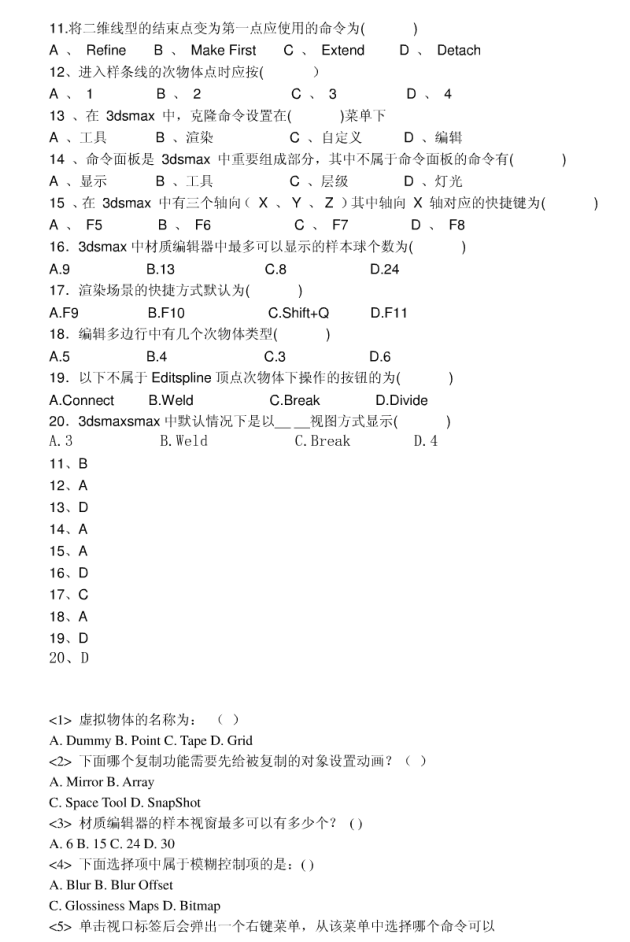 11.将二维线型的结束点变为第一点应使用的命令为(          )
A 、 Refine    B 、 Make First    C 、 Extend    D 、 Detach
12、进入样条线的次物体点时应按(          )
A 、 1    B 、 2    C 、 3    D 、 4
13 、在 3dsmax 中，克隆命令设置在(          )菜单下
A 、工具    B 、渲染    C 、自定义    D 、编辑
14 、命令面板是 3dsmax 中重要组成部分，其中不属于命令面板的命令有(          )
A 、显示    B 、工具    C 、层级    D 、灯光
15 、在 3dsmax 中有三个轴向（ X 、 Y 、 Z ）其中轴向 X 轴对应的快捷键为(          )
A 、 F5    B 、 F6    C 、 F7    D 、 F8
16．3dsmax 中材质编辑器中最多可以显示的样本球个数为(          )
A.9    B.13    C.8    D.24
17．渲染场景的快捷方式默认为(          )
A.F9    B.F10    C.Shift+Q    D.F11
18．编辑多边行中有几个次物体类型(          )
A.5    B.4    C.3    D.6
19．以下不属于 Editspline 顶点次物体下操作的按钮的为(          )
A.Connect    B.Weld    C.Break    D.Divide
20．3dsmaxsmax 中默认情况下是以__ __视图方式显示(          )
A.3    B.Weld    C.Break    D.4
11、B
12、A
13、D
14、A
15、A
16、D
17、C
18、A
19、D
20、D
<1> 虚拟物体的名称为： （ ）
A. Dummy B. Point C. Tape D. Grid
<2> 下面哪个复制功能需要先给被复制的对象设置动画？（ ）
A. Mirror B. Array
C. Space Tool D. SnapShot
<3> 材质编辑器的样本视窗最多可以有多少个？ ( )
A. 6 B. 15 C. 24 D. 30
<4> 下面选择项中属于模糊控制项的是：( )
A. Blur B. Blur Offset
C. Glossiness Maps D. Bitmap
<5> 单击视口标签后会弹出一个右键菜单，从该菜单中选择哪个命令可以